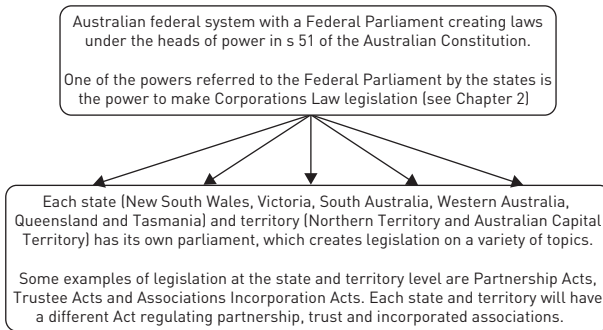 Australian federal system with a Federal Parliament creating laws
under the heads of power in s 51 of the Australian Constitution.
One of the powers referred to the Federal Parliament by the states is
the power to make Corporations Law legislation (see Chapter 2)
Each state (New South Wales, Victoria, South Australia, Western Australia,
Queensland and Tasmania) and territory (Northern Territory and Australian Capital
Territory) has its own parliament, which creates legislation on a variety of topics.
Some examples of legislation at the state and territory level are Partnership Acts,
Trustee Acts and Associations Incorporation Acts. Each state and territory will have
a different Act regulating partnership, trust and incorporated associations.